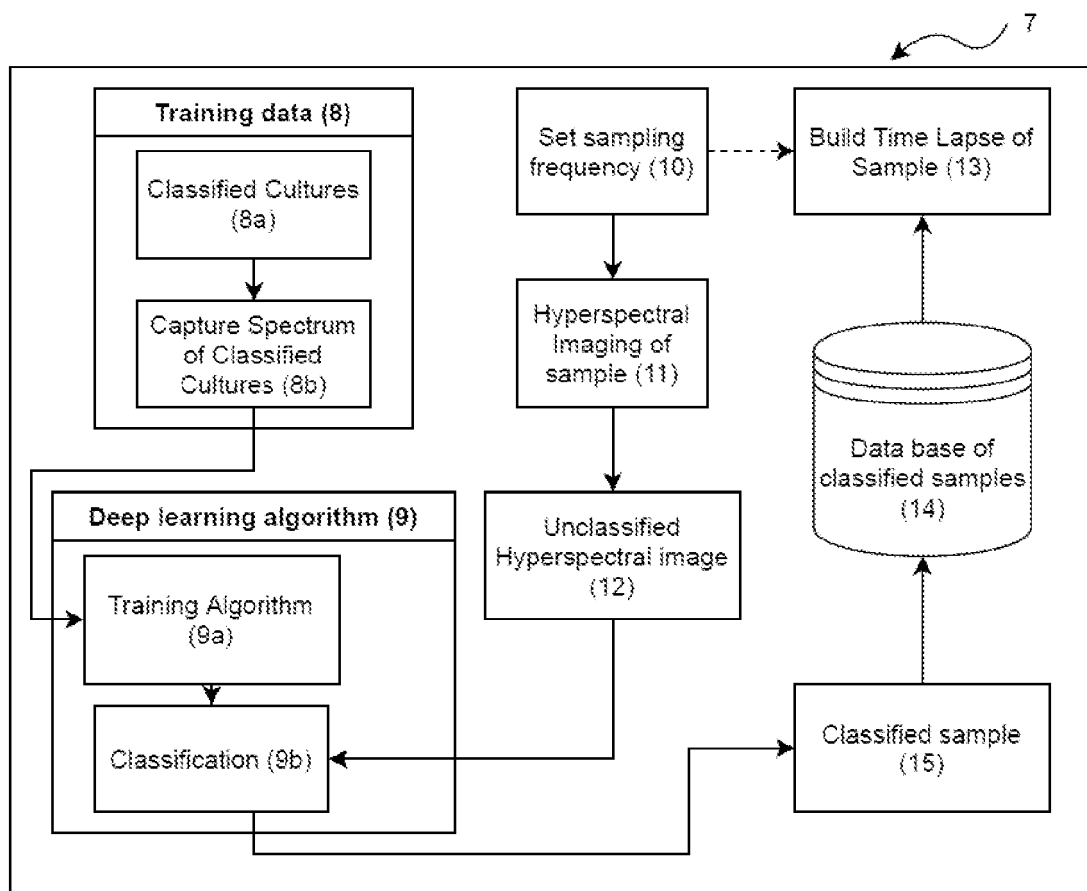 7
Training data (8)
Classified Cultures
(8a)
Capture Spectrum
of Classified
Cultures (8b)
Deep learning algorithm (9)
Training Algorithm
(9a)
Classification (9b)
Set sampling
frequency (10)
Hyperspectral
Imaging of
sample (11)
Unclassified
Hyperspectral image
(12)
Build Time Lapse of
Sample (13)
Data base of
classified samples
(14)
Classified sample
(15)